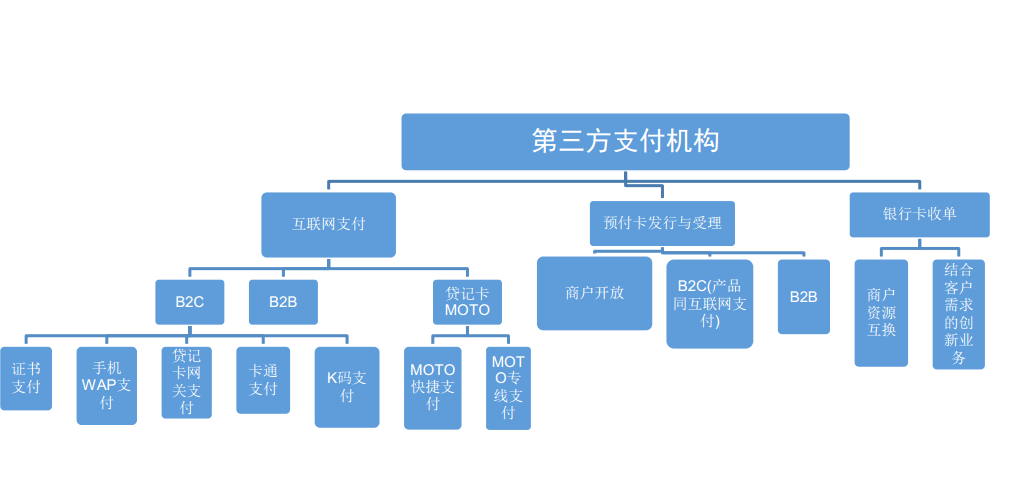 第三方支付机构
互联网支付
预付卡发行与受理
银行卡收单
B2C
B2B
贷记卡
MOTO
商户开放
B2C(产品
同互联网支
付)
B2B
商户
资源
互换
结合
客户
需求
的创
新业
务
证书
支付
手机
WAP支
付
贷记
卡网
关支
付
卡通
支付
K码支
付
MOTO
快捷支
付
MOT
O专
线支
付